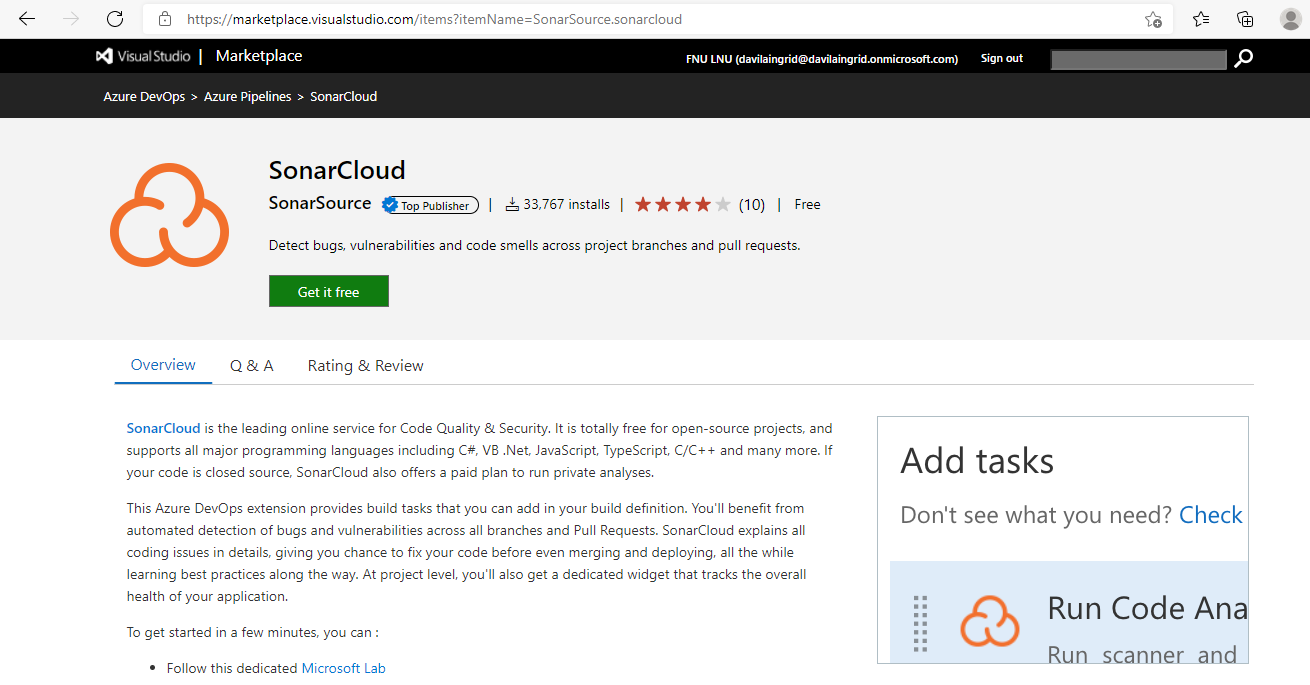 https://marketplace.visualstudio.com/items?itemName=SonarSource.sonarcloud
Visual Studio | Marketplace
FNU LNU (davilaingrid@davilaingrid.onmicrosoft.com) Sign out
Azure DevOps > Azure Pipelines > SonarCloud
SonarCloud
SonarSource Top Publisher | 33,767 installs | (10) | Free
Detect bugs, vulnerabilities and code smells across project branches and pull requests.
Get it free
Overview Q & A Rating & Review
SonarCloud is the leading online service for Code Quality & Security. It is totally free for open-source projects, and
supports all major programming languages including C#, VB .Net, JavaScript, TypeScript, C/C++ and many more. If
your code is closed source, SonarCloud also offers a paid plan to run private analyses.
This Azure DevOps extension provides build tasks that you can add in your build definition. You'll benefit from
automated detection of bugs and vulnerabilities across all branches and Pull Requests. SonarCloud explains all
coding issues in details, giving you chance to fix your code before even merging and deploying, all the while
learning best practices along the way. At project level, you'll also get a dedicated widget that tracks the overall
health of your application.
To get started in a few minutes, you can :
• Follow this dedicated Microsoft Lab
Add tasks
Don't see what you need? Check
Run Code Ana
Run scanner and